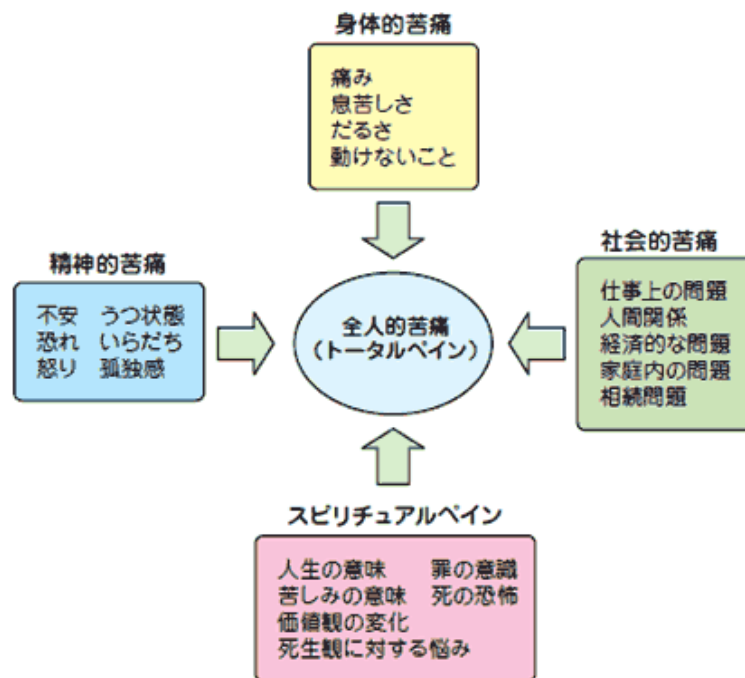 身体的苦痛
痛み
息苦しさ
だるさ
動けないこと
精神的苦痛
不安 うつ状態
恐れ いらだち
怒り 孤独感
全人的苦痛
（トータルペイン）
社会的苦痛
仕事上の問題
人間関係
経済的な問題
家庭内の問題
相続問題
スピリチュアルペイン
人生の意味 罪の意識
苦しみの意味 死の恐怖
価値観の変化
死生観に対する悩み